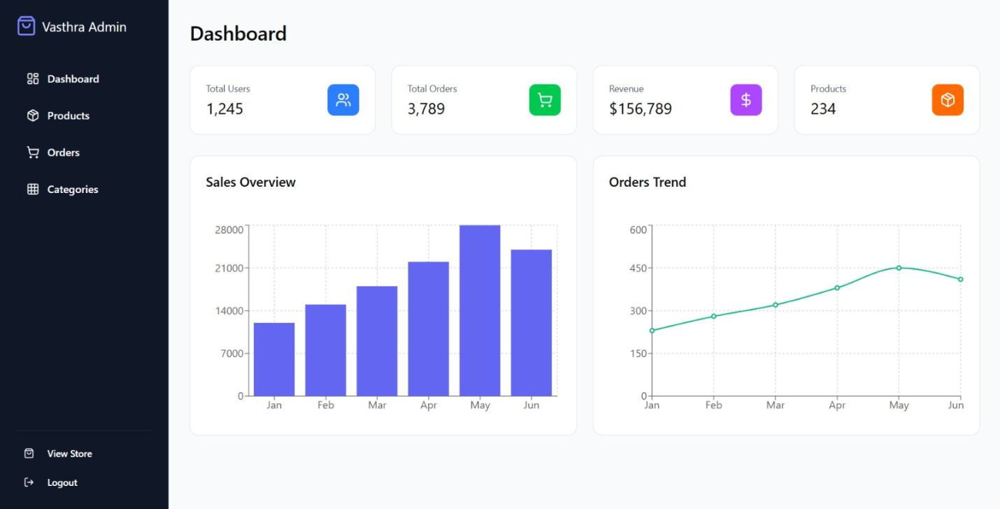 Vasthra Admin
Dashboard
Products
Orders
Categories
View Store
Logout
Dashboard
Total Users
1,245
Total Orders
3,789
Revenue
$156,789
Products
234
Sales Overview
28000
21000
14000
7000
0
Jan Feb Mar Apr May Jun
Orders Trend
600
450
300
150
0
Jan Feb Mar Apr May Jun